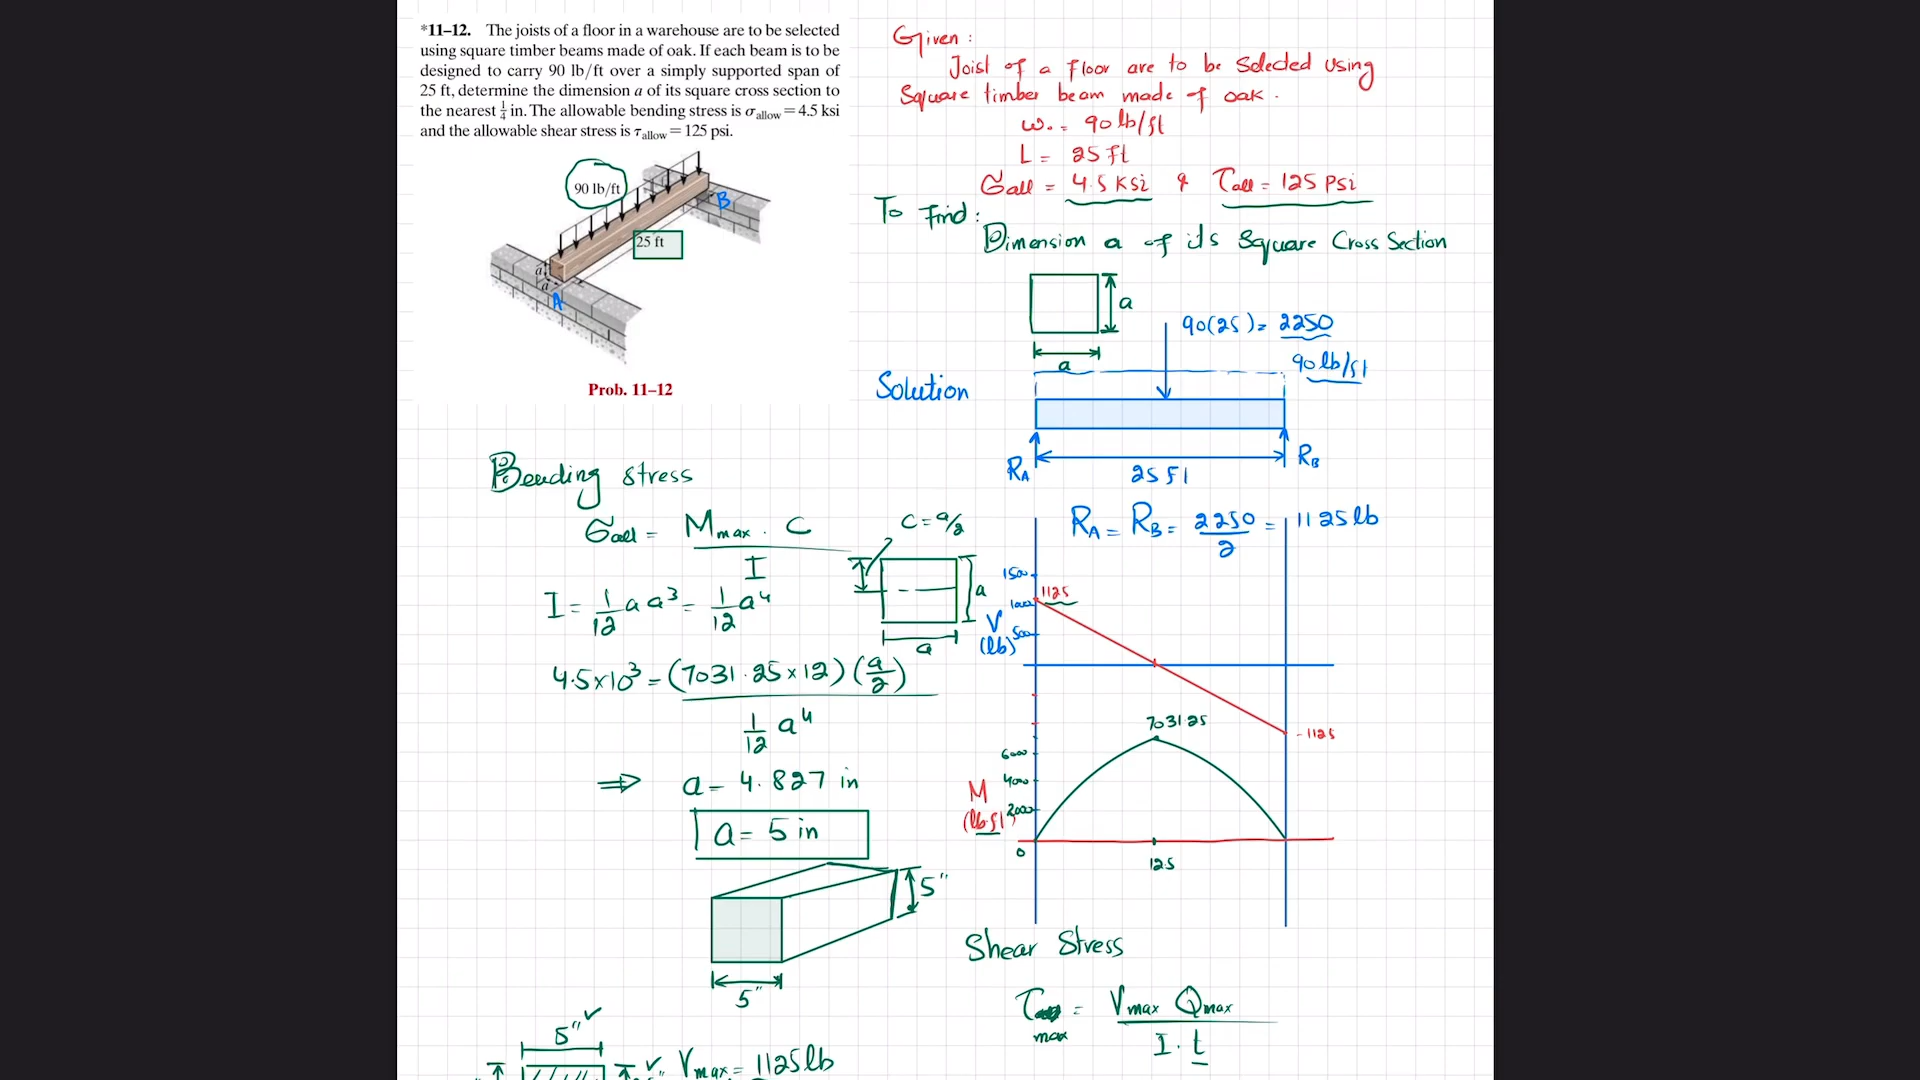 *11–12. The joists of a floor in a warehouse are to be selected
using square timber beams made of oak. If each beam is to be
designed to carry 90 lb/ft over a simply supported span of
25 ft, determine the dimension a of its square cross section to
the nearest 1/4 in. The allowable bending stress is σallow = 4.5 ksi
and the allowable shear stress is τallow = 125 psi.
90 lb/ft
B
25 ft
a
a
A
Prob. 11–12
Given :
Joist of a floor are to be Selected Using
Square timber beam made of oak .
w. = 90 lb/ft
L = 25 ft
σall = 4.5 Ksi & τall = 125 Psi
To Find :
Dimension a of its Square Cross Section
a
a
Solution
90(25) = 2250
90 lb/ft
RA
25 ft
RB
RA = RB = 2250/2 = 1125 lb
Bending stress
σall = Mmax . C / I
C = a/2
I = 1/12 a a³ = 1/12 a⁴
a
a
4.5×10³ = (7031.25×12)(a/2) / 1/12 a⁴
⇒ a = 4.827 in
a = 5 in
5"
5"
1500
1000
500
V
(lb)
1125
-1125
7031.25
6000
4000
2000
M
(lb.ft)
0
12.5
Shear Stress
τmax = Vmax Qmax / I . t
5" ✓
Vmax = 1125 lb